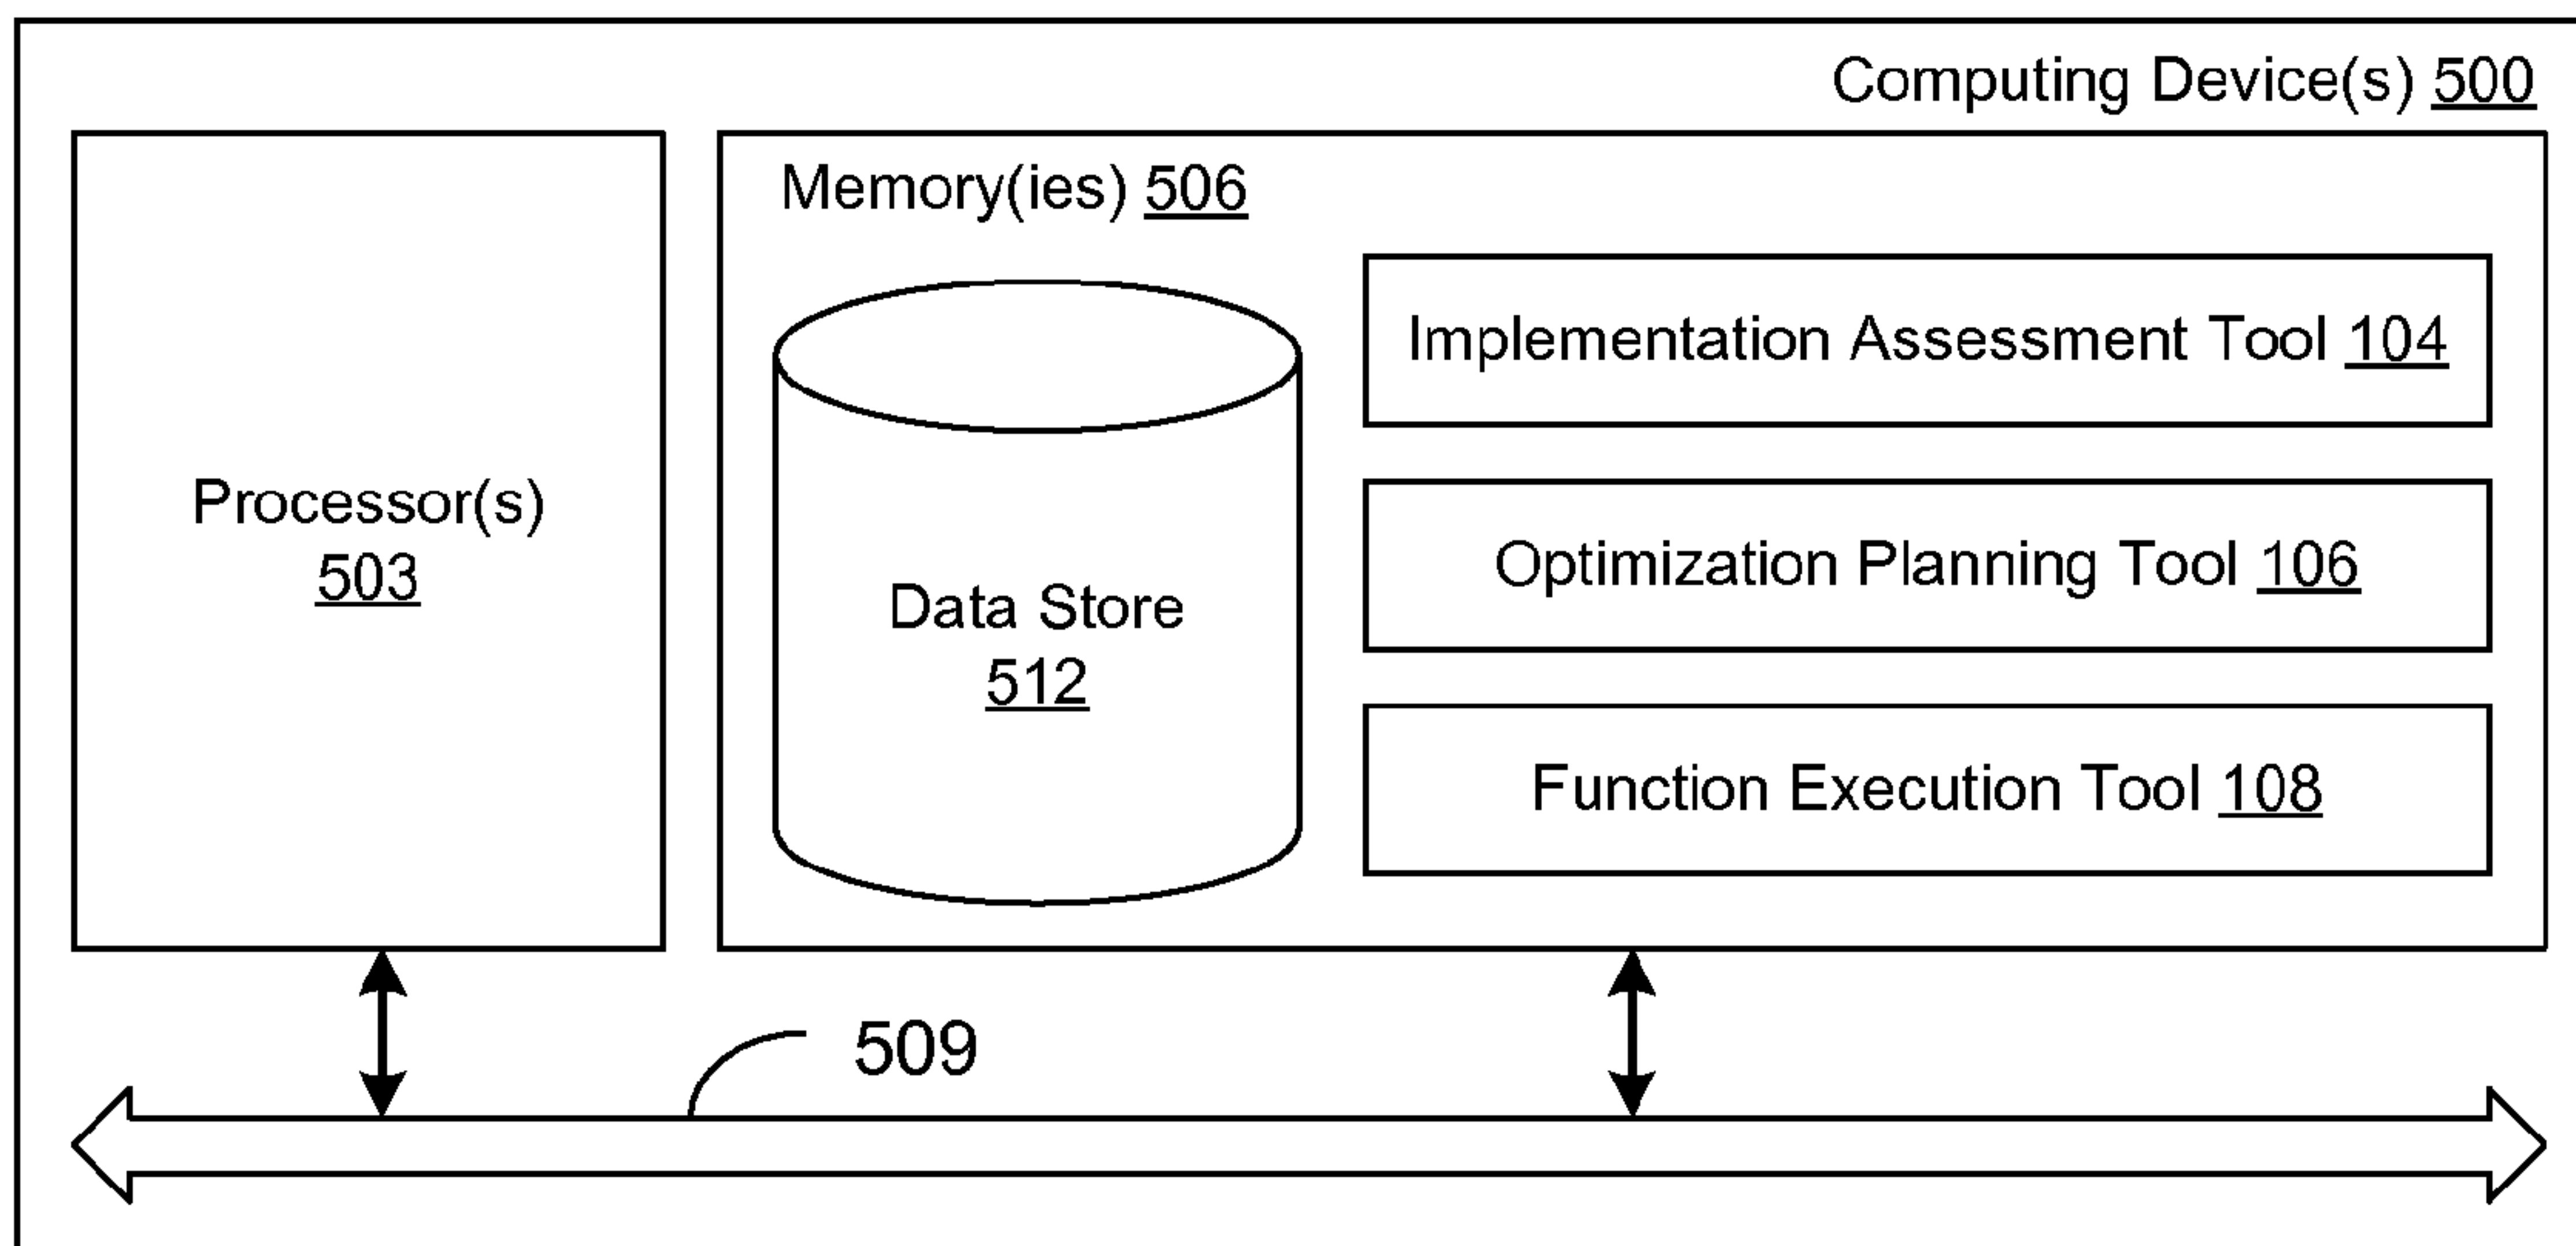 Computing Device(s) 500
Memory(ies) 506
Implementation Assessment Tool 104
Processor(s)
503
Optimization Planning Tool 106
Data Store
512
Function Execution Tool 108
509